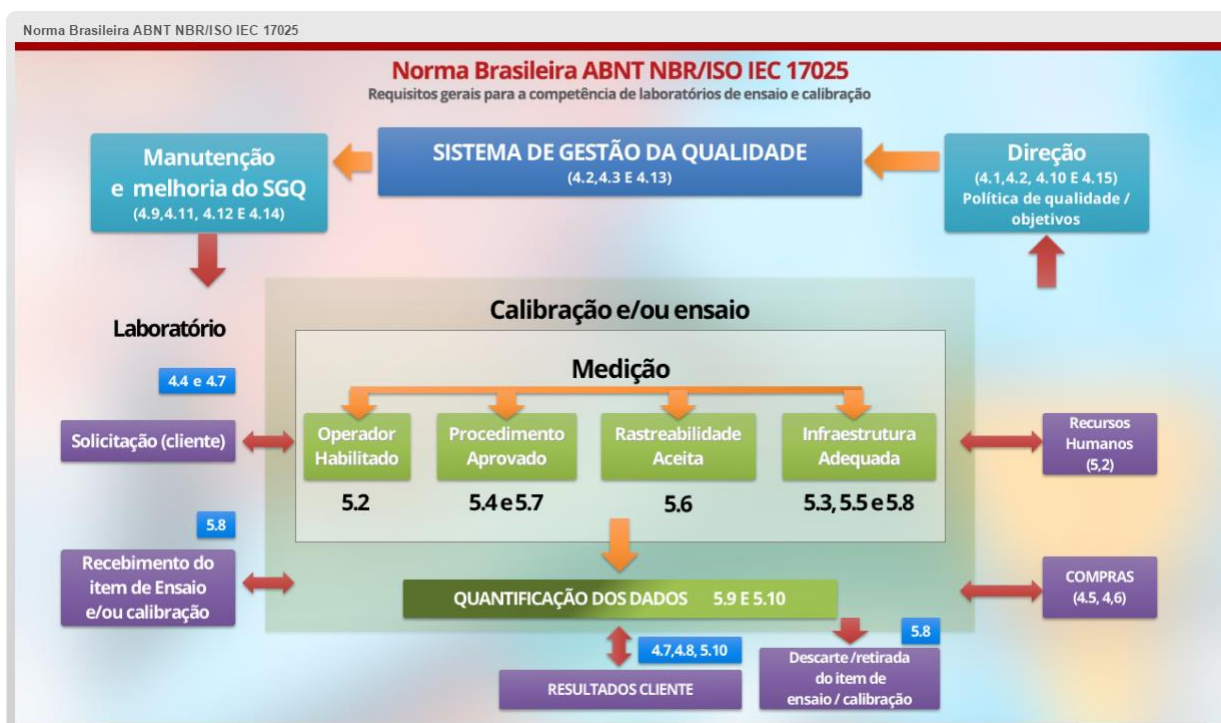 Norma Brasileira ABNT NBR/ISO IEC 17025
Norma Brasileira ABNT NBR/ISO IEC 17025
Requisitos gerais para a competência de laboratórios de ensaio e calibração
Manutenção
e melhoria do SGQ
(4.9,4.11, 4.12 E 4.14)
SISTEMA DE GESTÃO DA QUALIDADE
(4.2,4.3 E 4.13)
Direção
(4.1,4.2, 4.10 E 4.15)
Política de qualidade /
objetivos
Laboratório
Calibração e/ou ensaio
Medição
4.4 e 4.7
Solicitação (cliente)
Operador
Habilitado
5.2
Procedimento
Aprovado
5.4 e 5.7
Rastreabilidade
Aceita
5.6
Infraestrutura
Adequada
5.3, 5.5 e 5.8
Recursos
Humanos
(5,2)
5.8
Recebimento do
item de Ensaio
e/ou calibração
QUANTIFICAÇÃO DOS DADOS 5.9 E 5.10
COMPRAS
(4.5, 4,6)
4.7,4.8, 5.10
RESULTADOS CLIENTE
5.8
Descarte /retirada
do item de
ensaio / calibração